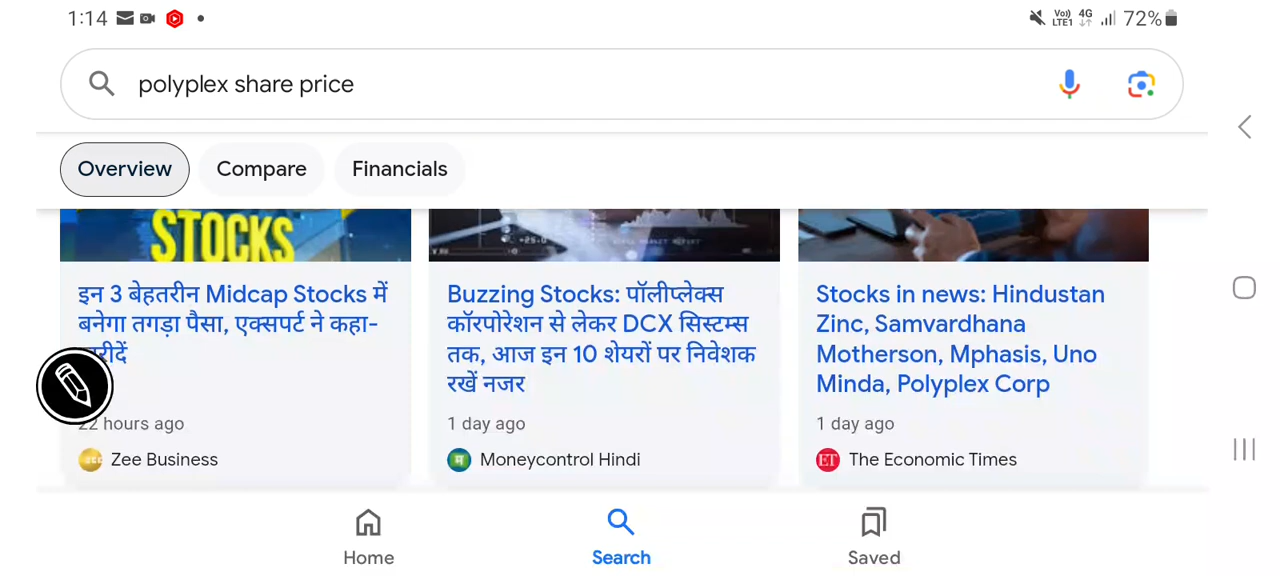 1:14
Vo)) 4G
LTE1
72%
polyplex share price
Overview Compare Financials
STOCKS
इन 3 बेहतरीन Midcap Stocks में
बनेगा तगड़ा पैसा, एक्सपर्ट ने कहा-
22 hours ago
Zee Business
Buzzing Stocks: पॉलीप्लेक्स
कॉरपोरेशन से लेकर DCX सिस्टम्स
तक, आज इन 10 शेयरों पर निवेशक
रखें नजर
1 day ago
म
Moneycontrol Hindi
Stocks in news: Hindustan
Zinc, Samvardhana
Motherson, Mphasis, Uno
Minda, Polyplex Corp
1 day ago
ET
The Economic Times
Home Search Saved